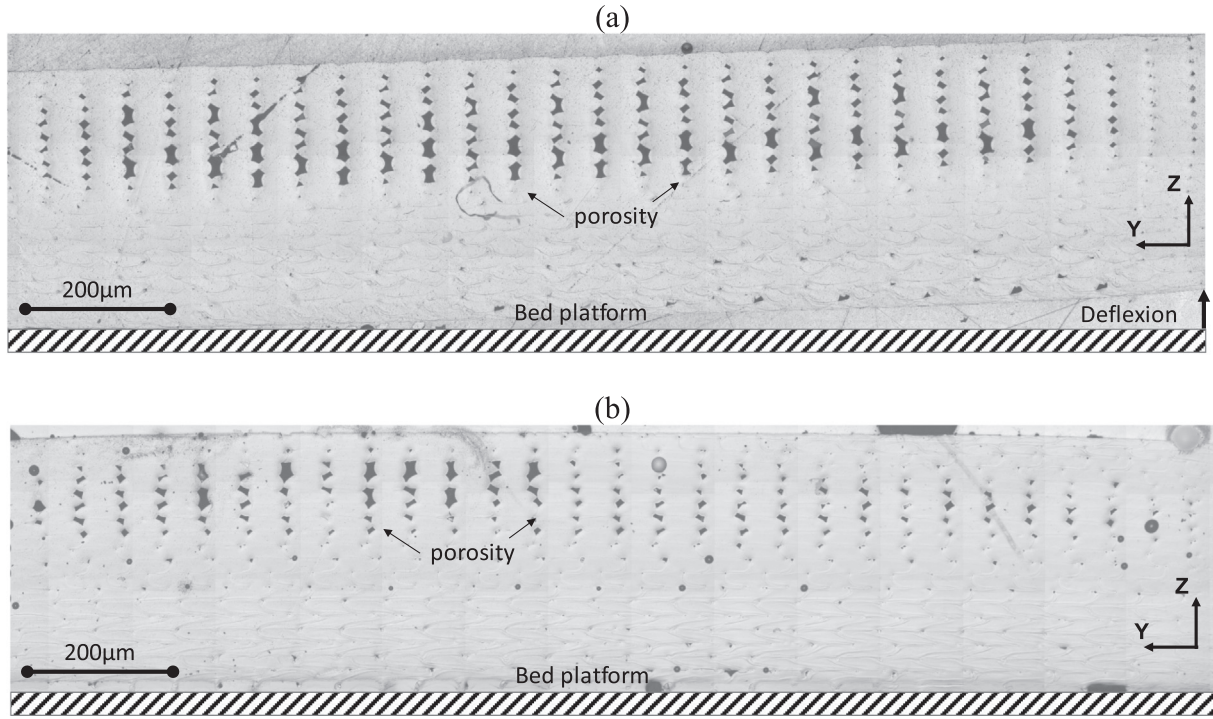 (a)
porosity
Z
Y
200μm
Bed platform
Deflexion
(b)
porosity
Z
Y
200μm
Bed platform